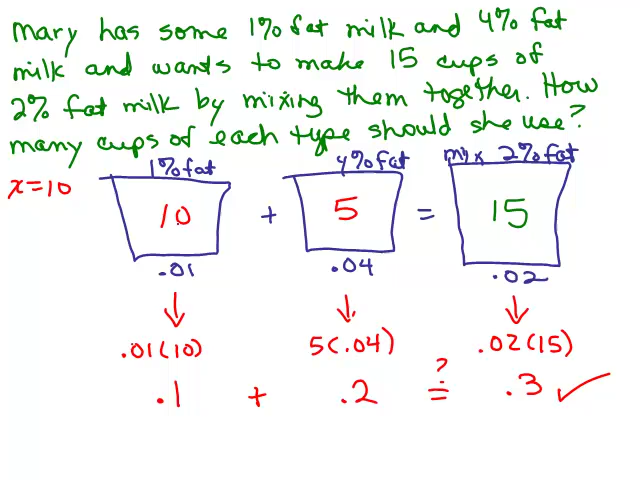 Mary has some 1% fat milk and 4% fat
milk and wants to make 15 cups of
2% fat milk by mixing them together. How
many cups of each type should she use?
1% fat 4% fat mix 2% fat
x=10
10 + 5 = 15
.01 .04 .02
.01(10) 5(.04) .02(15)
?
.1 + .2 = .3 ✓